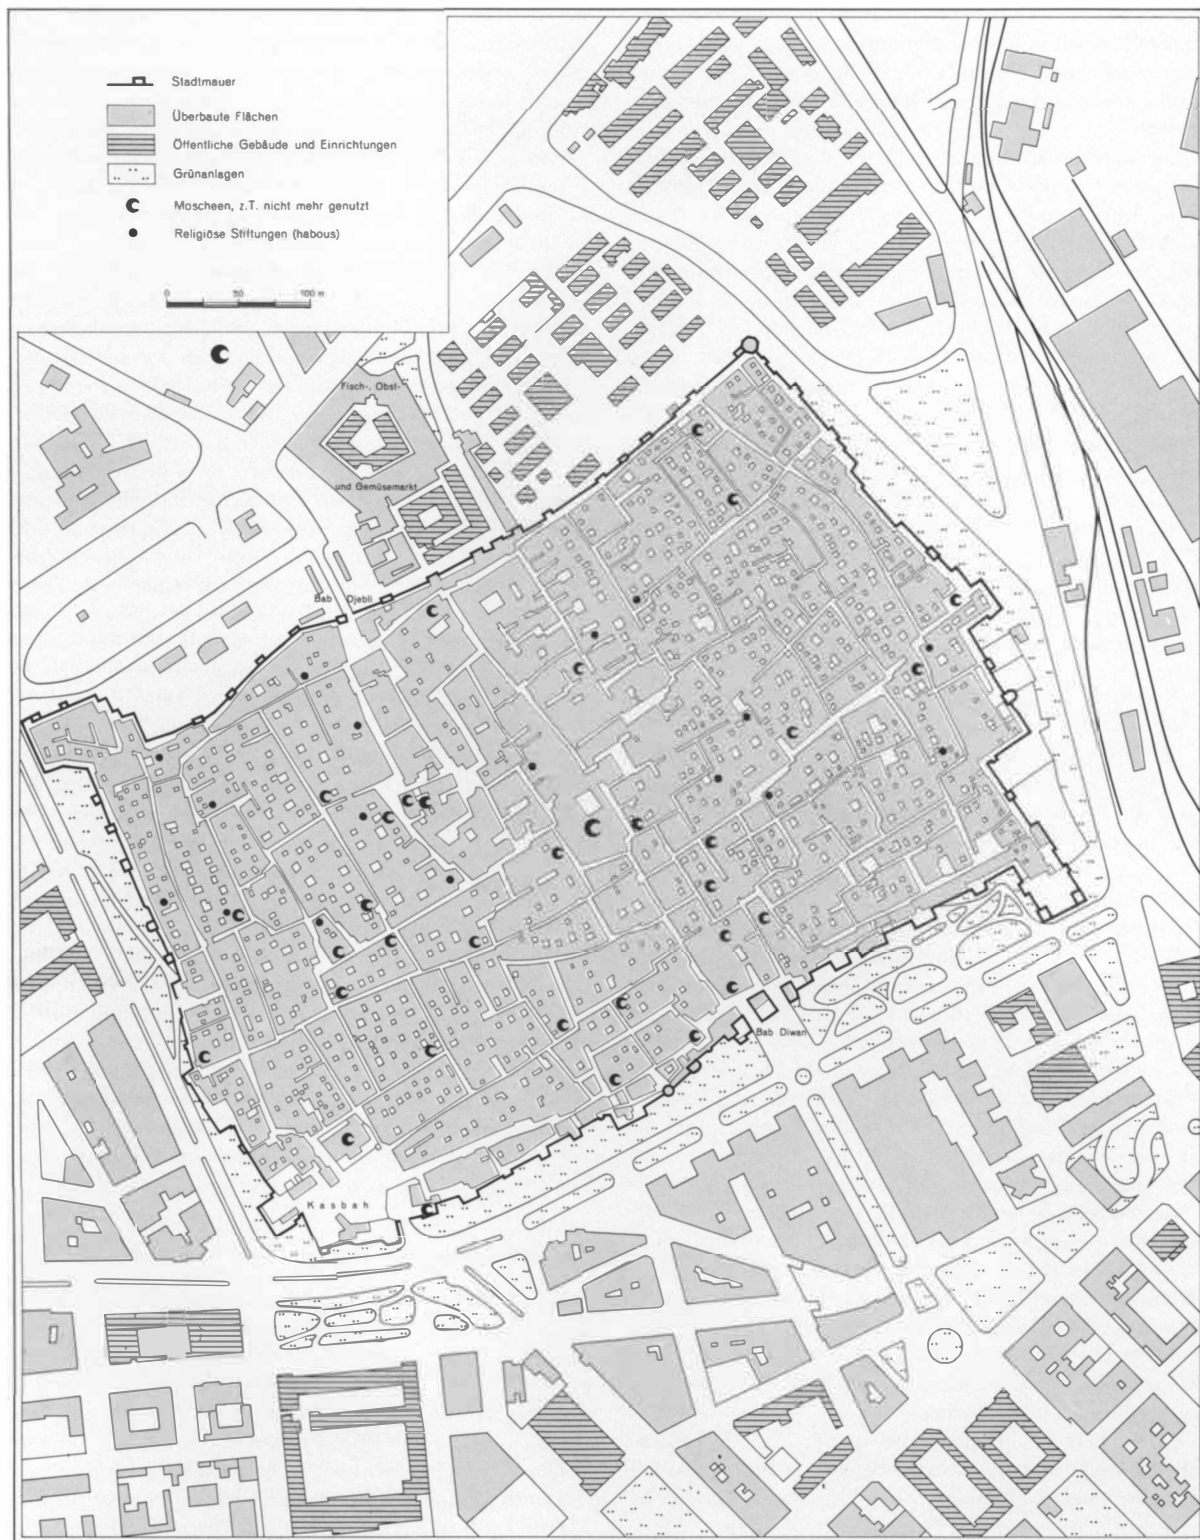 Stadtmauer
Überbaute Flächen
Öffentliche Gebäude und Einrichtungen
Grünanlagen
Moscheen, z.T. nicht mehr genutzt
Religiöse Stiftungen (habous)
0 50 100 m
Fisch-, Obst-
und Gemüsemarkt
Bab Djebli
Bab Diwan
Kasbah